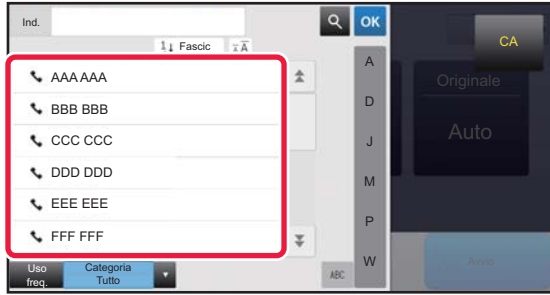 Ind.
OK
CA
1 Fascic
A
AAA AAA
Originale
BBB BBB
D
CCC CCC
J
Auto
DDD DDD
M
EEE EEE
P
FFF FFF
W
Uso freq.
Categoria
Tutto
ABC
Avvio